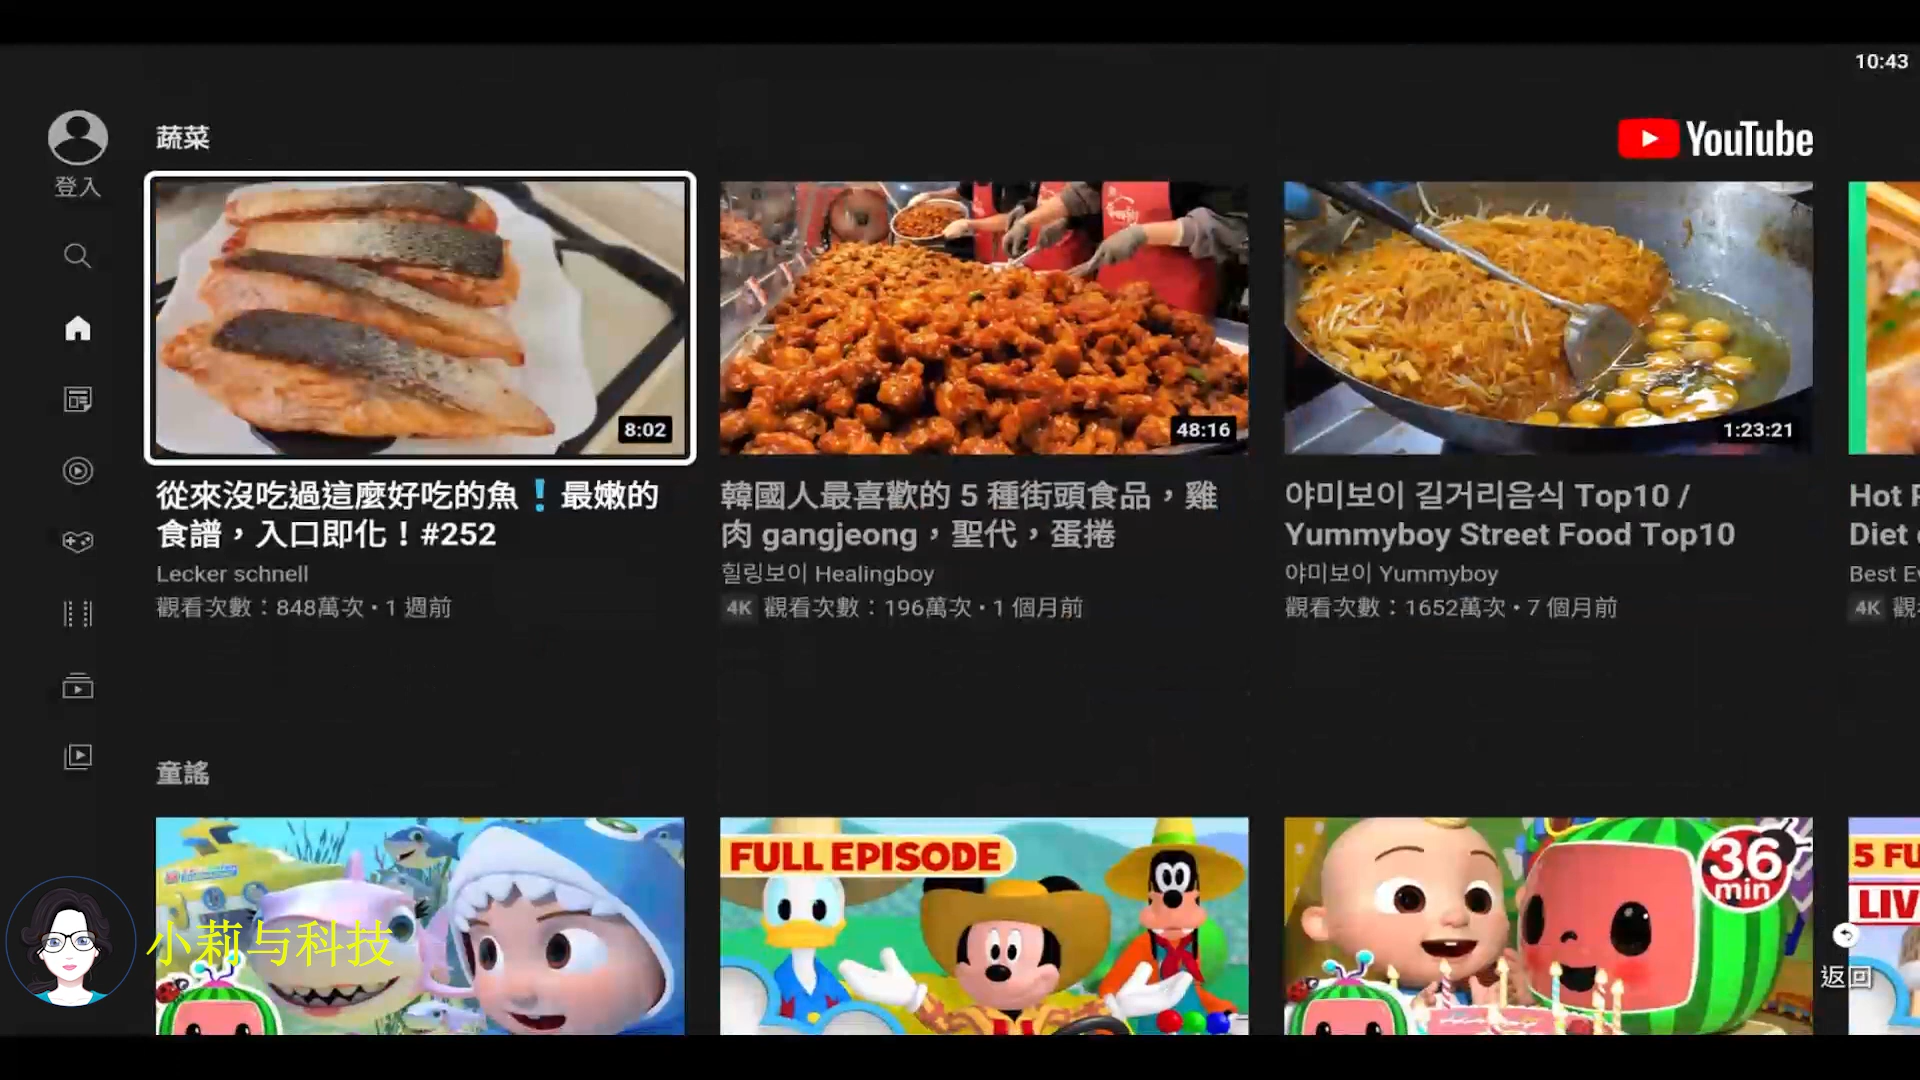 10:43
登入
蔬菜
YouTube
8:02
48:16
1:23:21
從來沒吃過這麼好吃的魚❗最嫩的
食譜，入口即化！#252
Lecker schnell
觀看次數：848萬次 • 1 週前
韓國人最喜歡的 5 種街頭食品，雞
肉 gangjeong，聖代，蛋捲
힐링보이 Healingboy
4K 觀看次數：196萬次 • 1 個月前
야미보이 길거리음식 Top10 /
Yummyboy Street Food Top10
야미보이 Yummyboy
觀看次數：1652萬次 • 7 個月前
Hot
Diet
Best
4K 觀
童謠
FULL EPISODE
36
min
5 FU
LIV
小莉与科技
返回